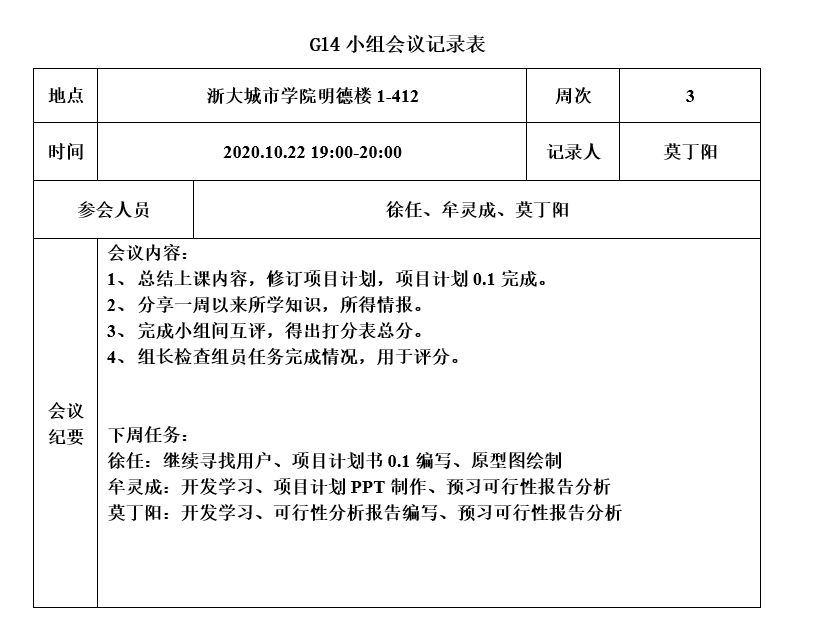 G14 小组会议记录表
地点 浙大城市学院明德楼 1-412 周次 3
时间 2020.10.22 19:00-20:00 记录人 莫丁阳
参会人员 徐任、牟灵成、莫丁阳
会议内容：
1、总结上课内容，修订项目计划，项目计划 0.1 完成。
2、分享一周以来所学知识，所得情报。
3、完成小组间互评，得出打分表总分。
4、组长检查组员任务完成情况，用于评分。
会议
纪要
下周任务：
徐任：继续寻找用户、项目计划书 0.1 编写、原型图绘制
牟灵成：开发学习、项目计划 PPT 制作、预习可行性报告分析
莫丁阳：开发学习、可行性分析报告编写、预习可行性报告分析